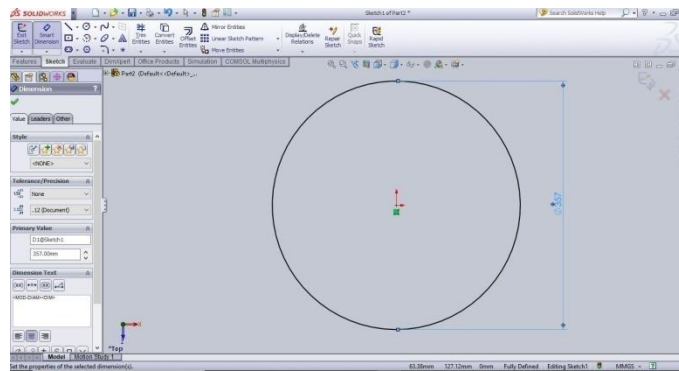 SOLIDWORKS
Sketch1 of Part2 *
Search SolidWorks Help
Exit Sketch
Smart Dimension
Trim Entities
Convert Entities
Offset Entities
Mirror Entities
Linear Sketch Pattern
Move Entities
Display/Delete Relations
Repair Sketch
Quick Snaps
Rapid Sketch
Features Sketch Evaluate DimXpert Office Products Simulation COMSOL Multiphysics
Part2 (Default<<Default>_...
Dimension
?
Value Leaders Other
Style
<NONE>
Tolerance/Precision
None
.12 (Document)
Primary Value
D1@Sketch1
357.00mm
Dimension Text
<MOD-DIAM><DIM>
Ø357
*Top
Model Motion Study 1
Set the properties of the selected dimension(s).
63.38mm 127.12mm 0mm Fully Defined Editing Sketch1 MMGS